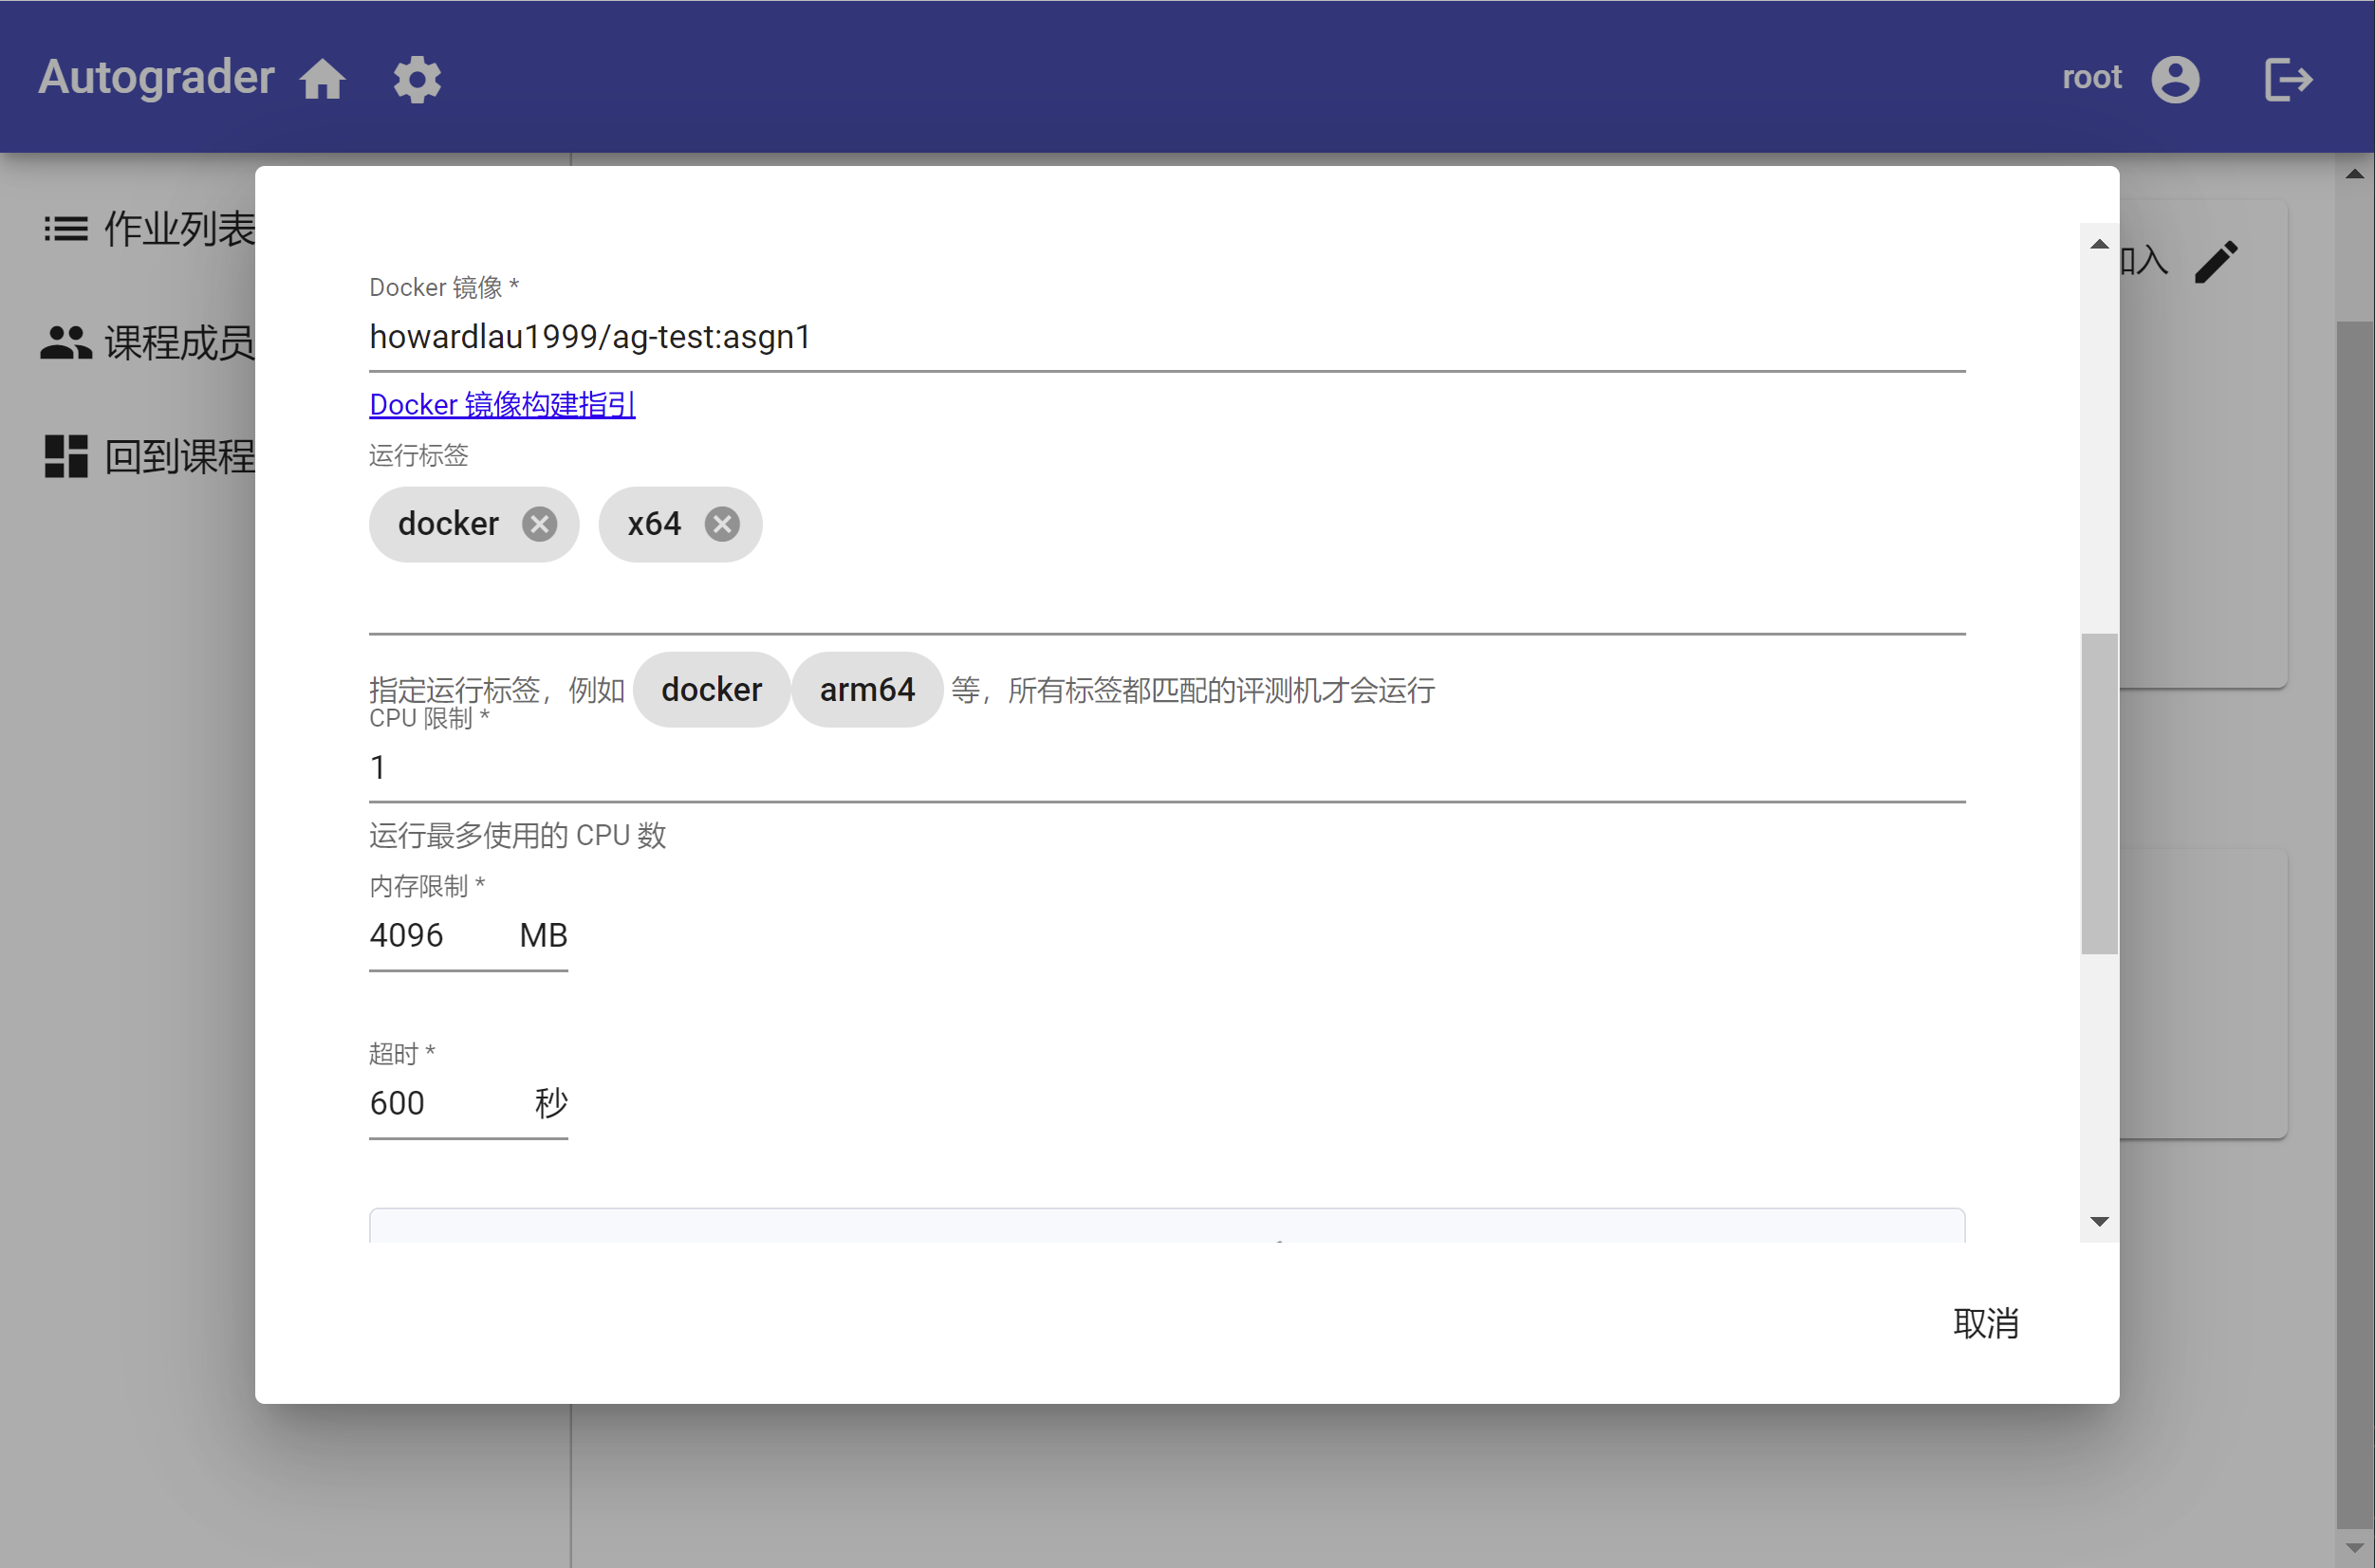 Autograder
root
作业列表
课程成员
回到课程
加入
Docker 镜像 *
howardlau1999/ag-test:asgn1
Docker 镜像构建指引
运行标签
docker x64
指定运行标签，例如 docker arm64 等，所有标签都匹配的评测机才会运行
CPU 限制 *
1
运行最多使用的 CPU 数
内存限制 *
4096 MB
超时 *
600 秒
取消